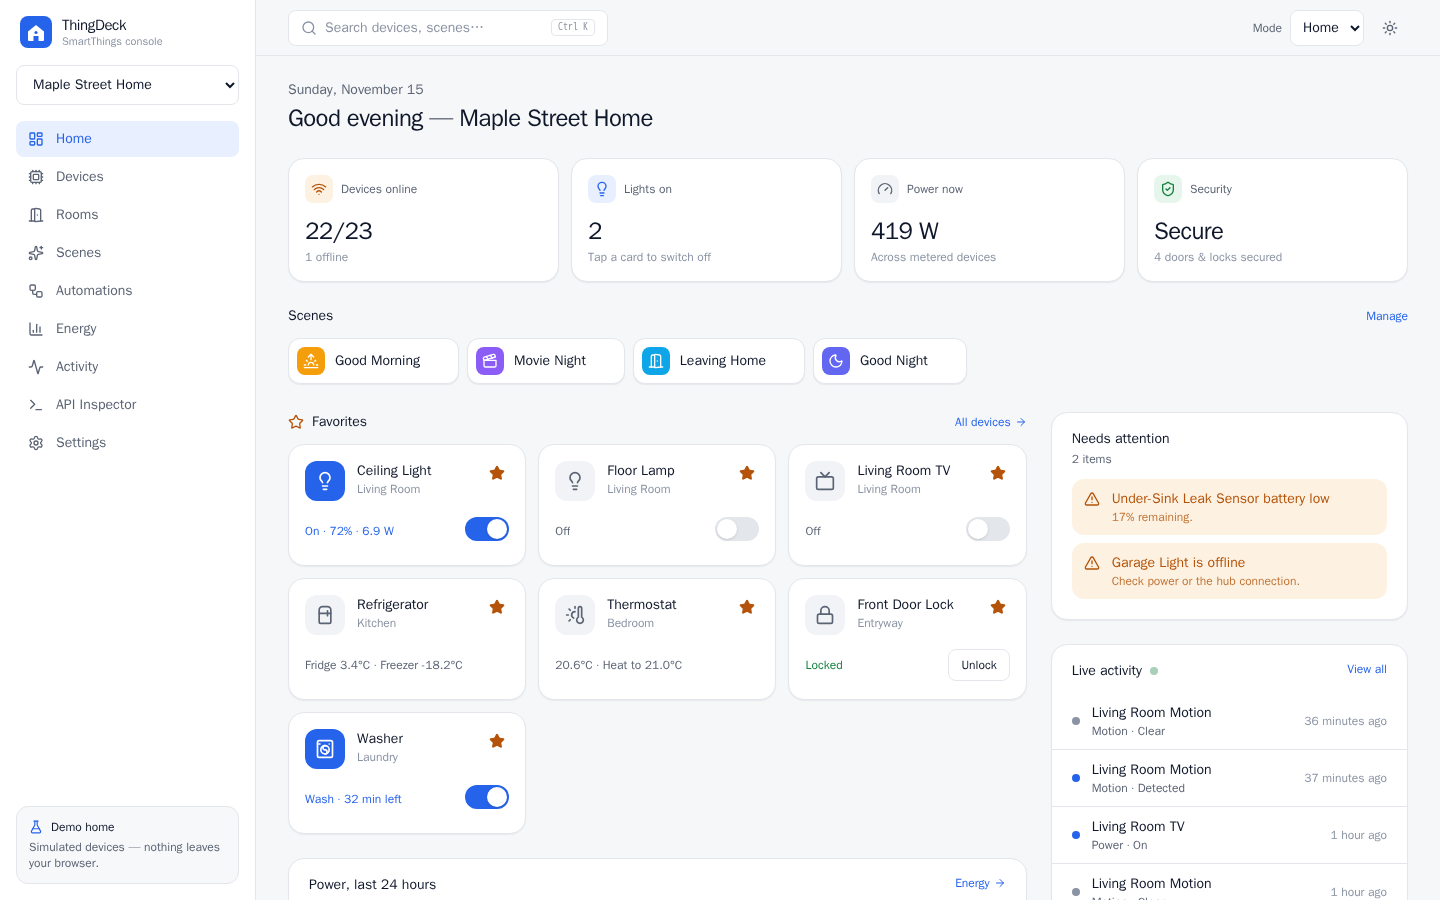 ThingDeck
SmartThings console
Maple Street Home
Home
Devices
Rooms
Scenes
Automations
Energy
Activity
API Inspector
Settings
Demo home
Simulated devices — nothing leaves
your browser.
Search devices, scenes…
Ctrl K
Mode
Home
Sunday, November 15
Good evening — Maple Street Home
Devices online
22/23
1 offline
Lights on
2
Tap a card to switch off
Power now
419 W
Across metered devices
Security
Secure
4 doors & locks secured
Scenes
Manage
Good Morning
Movie Night
Leaving Home
Good Night
Favorites
All devices →
Ceiling Light
Living Room
On · 72% · 6.9 W
Floor Lamp
Living Room
Off
Living Room TV
Living Room
Off
Refrigerator
Kitchen
Fridge 3.4°C · Freezer -18.2°C
Thermostat
Bedroom
20.6°C · Heat to 21.0°C
Front Door Lock
Entryway
Locked
Unlock
Washer
Laundry
Wash · 32 min left
Power, last 24 hours
Energy →
Needs attention
2 items
Under-Sink Leak Sensor battery low
17% remaining.
Garage Light is offline
Check power or the hub connection.
Live activity
View all
Living Room Motion
36 minutes ago
Motion · Clear
Living Room Motion
37 minutes ago
Motion · Detected
Living Room TV
1 hour ago
Power · On
Living Room Motion
1 hour ago